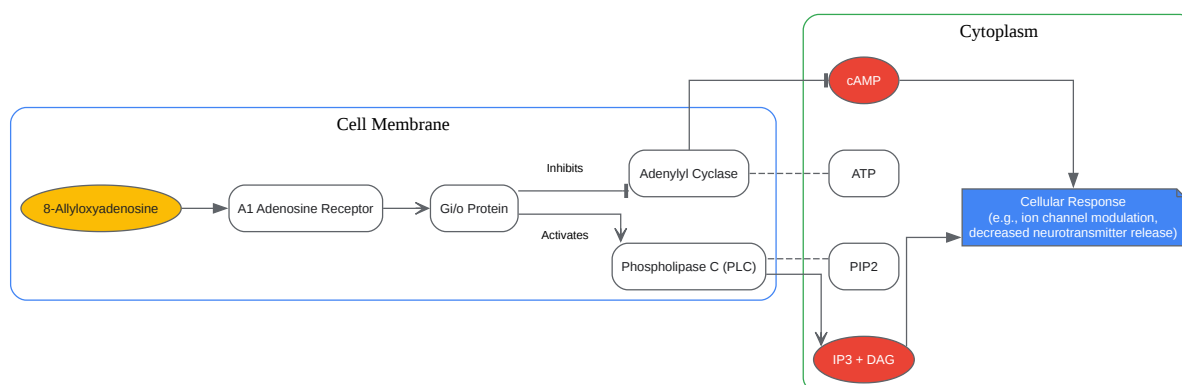 Cytoplasm
cAMP
Cell Membrane
Inhibits
Adenylyl Cyclase
ATP
8-Allyloxyadenosine
A1 Adenosine Receptor
Gi/o Protein
Cellular Response
(e.g., ion channel modulation,
decreased neurotransmitter release)
Activates
Phospholipase C (PLC)
PIP2
IP3 + DAG